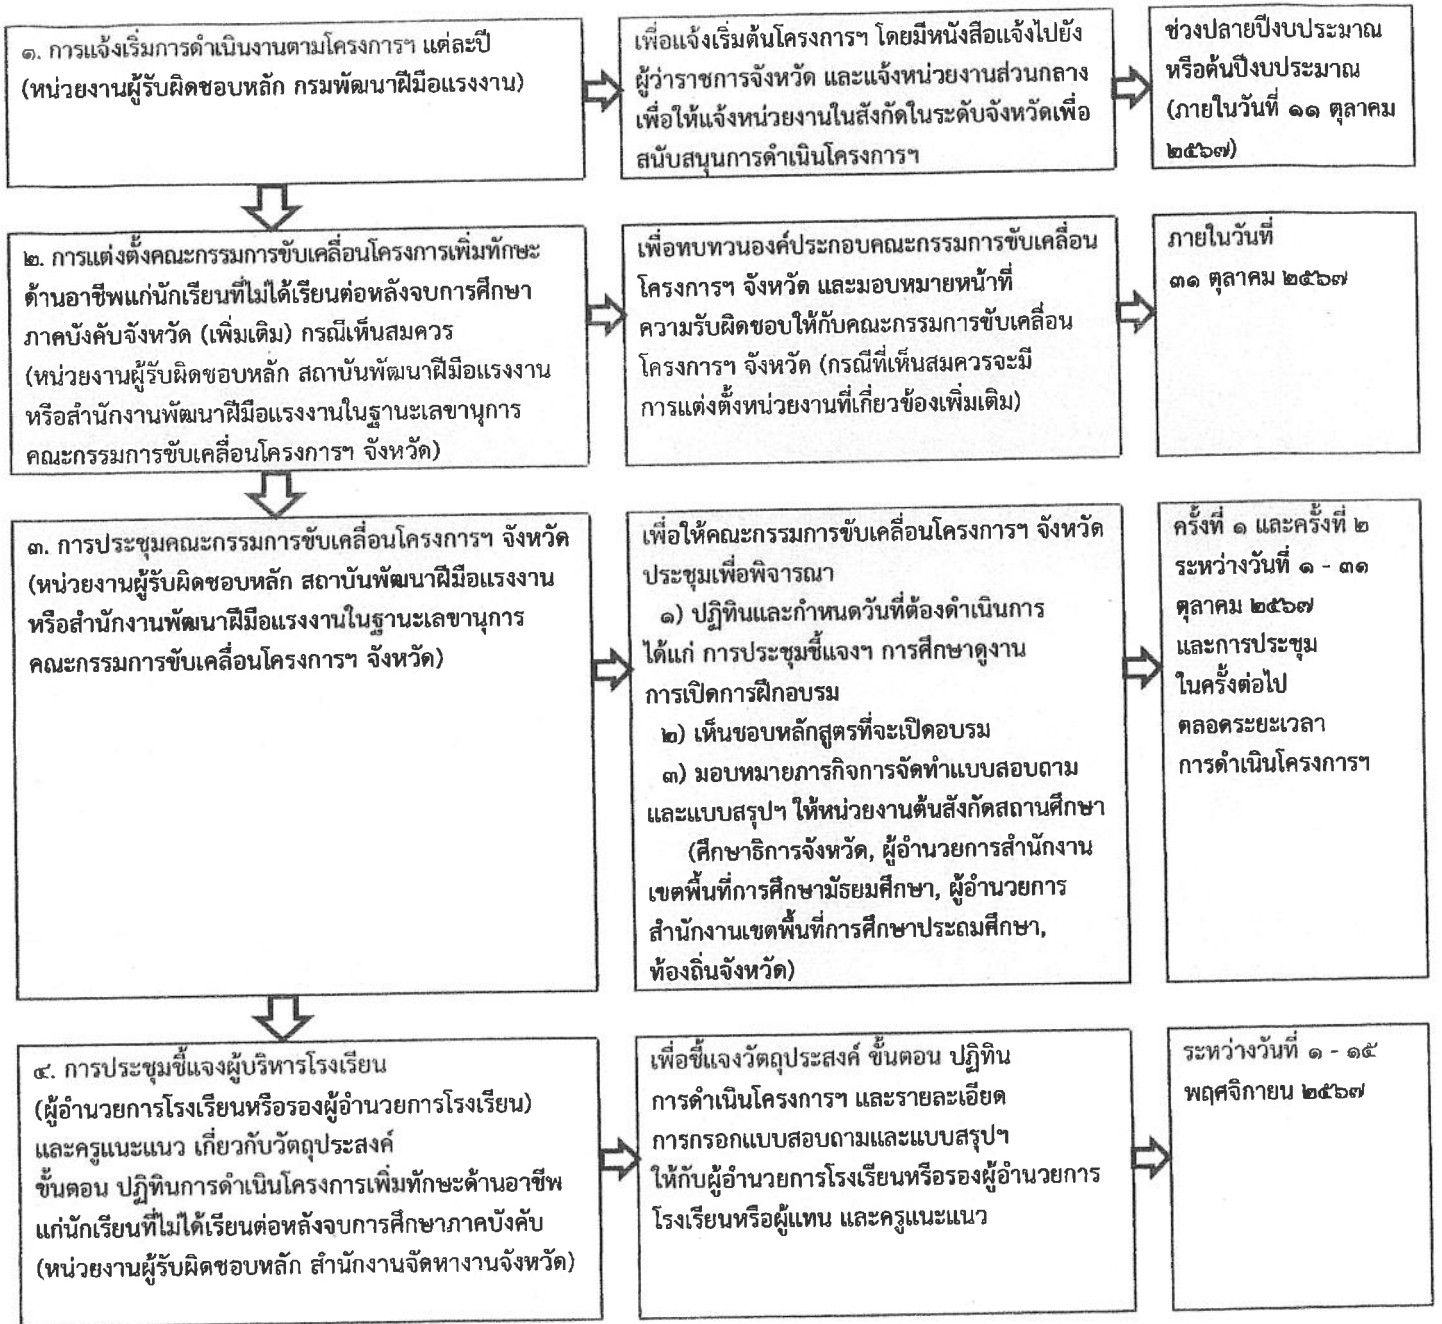 ๑. การแจ้งเริ่มการดำเนินงานตามโครงการฯ แต่ละปี
(หน่วยงานผู้รับผิดชอบหลัก กรมพัฒนาฝีมือแรงงาน)
เพื่อแจ้งเริ่มต้นโครงการฯ โดยมีหนังสือแจ้งไปยัง
ผู้ว่าราชการจังหวัด และแจ้งหน่วยงานส่วนกลาง
เพื่อให้แจ้งหน่วยงานในสังกัดในระดับจังหวัดเพื่อ
สนับสนุนการดำเนินโครงการฯ
ช่วงปลายปีงบประมาณ
หรือต้นปีงบประมาณ
(ภายในวันที่ ๑๑ ตุลาคม
๒๕๖๗)
๒. การแต่งตั้งคณะกรรมการขับเคลื่อนโครงการเพิ่มทักษะ
ด้านอาชีพแก่นักเรียนที่ไม่ได้เรียนต่อหลังจบการศึกษา
ภาคบังคับจังหวัด (เพิ่มเติม) กรณีเห็นสมควร
(หน่วยงานผู้รับผิดชอบหลัก สถาบันพัฒนาฝีมือแรงงาน
หรือสำนักงานพัฒนาฝีมือแรงงานในฐานะเลขานุการ
คณะกรรมการขับเคลื่อนโครงการฯ จังหวัด)
เพื่อทบทวนองค์ประกอบคณะกรรมการขับเคลื่อน
โครงการฯ จังหวัด และมอบหมายหน้าที่
ความรับผิดชอบให้กับคณะกรรมการขับเคลื่อน
โครงการฯ จังหวัด (กรณีที่เห็นสมควรจะมี
การแต่งตั้งหน่วยงานที่เกี่ยวข้องเพิ่มเติม)
ภายในวันที่
๓๑ ตุลาคม ๒๕๖๗
๓. การประชุมคณะกรรมการขับเคลื่อนโครงการฯ จังหวัด
(หน่วยงานผู้รับผิดชอบหลัก สถาบันพัฒนาฝีมือแรงงาน
หรือสำนักงานพัฒนาฝีมือแรงงานในฐานะเลขานุการ
คณะกรรมการขับเคลื่อนโครงการฯ จังหวัด)
เพื่อให้คณะกรรมการขับเคลื่อนโครงการฯ จังหวัด
ประชุมเพื่อพิจารณา
๑) ปฏิทินและกำหนดวันที่ต้องดำเนินการ
ได้แก่ การประชุมชี้แจงฯ การศึกษาดูงาน
การเปิดการฝึกอบรม
๒) เห็นชอบหลักสูตรที่จะเปิดอบรม
๓) มอบหมายภารกิจการจัดทำแบบสอบถาม
และแบบสรุปฯ ให้หน่วยงานต้นสังกัดสถานศึกษา
(ศึกษาธิการจังหวัด, ผู้อำนวยการสำนักงาน
เขตพื้นที่การศึกษามัธยมศึกษา, ผู้อำนวยการ
สำนักงานเขตพื้นที่การศึกษาประถมศึกษา,
ท้องถิ่นจังหวัด)
ครั้งที่ ๑ และครั้งที่ ๒
ระหว่างวันที่ ๑ - ๓๑
ตุลาคม ๒๕๖๗
และการประชุม
ในครั้งต่อไป
ตลอดระยะเวลา
การดำเนินโครงการฯ
๔. การประชุมชี้แจงผู้บริหารโรงเรียน
(ผู้อำนวยการโรงเรียนหรือรองผู้อำนวยการโรงเรียน)
และครูแนะแนว เกี่ยวกับวัตถุประสงค์
ขั้นตอน ปฏิทินการดำเนินโครงการเพิ่มทักษะด้านอาชีพ
แก่นักเรียนที่ไม่ได้เรียนต่อหลังจบการศึกษาภาคบังคับ
(หน่วยงานผู้รับผิดชอบหลัก สำนักงานจัดหางานจังหวัด)
เพื่อชี้แจงวัตถุประสงค์ ขั้นตอน ปฏิทิน
การดำเนินโครงการฯ และรายละเอียด
การกรอกแบบสอบถามและแบบสรุปฯ
ให้กับผู้อำนวยการโรงเรียนหรือรองผู้อำนวยการ
โรงเรียนหรือผู้แทน และครูแนะแนว
ระหว่างวันที่ ๑ - ๑๕
พฤศจิกายน ๒๕๖๗